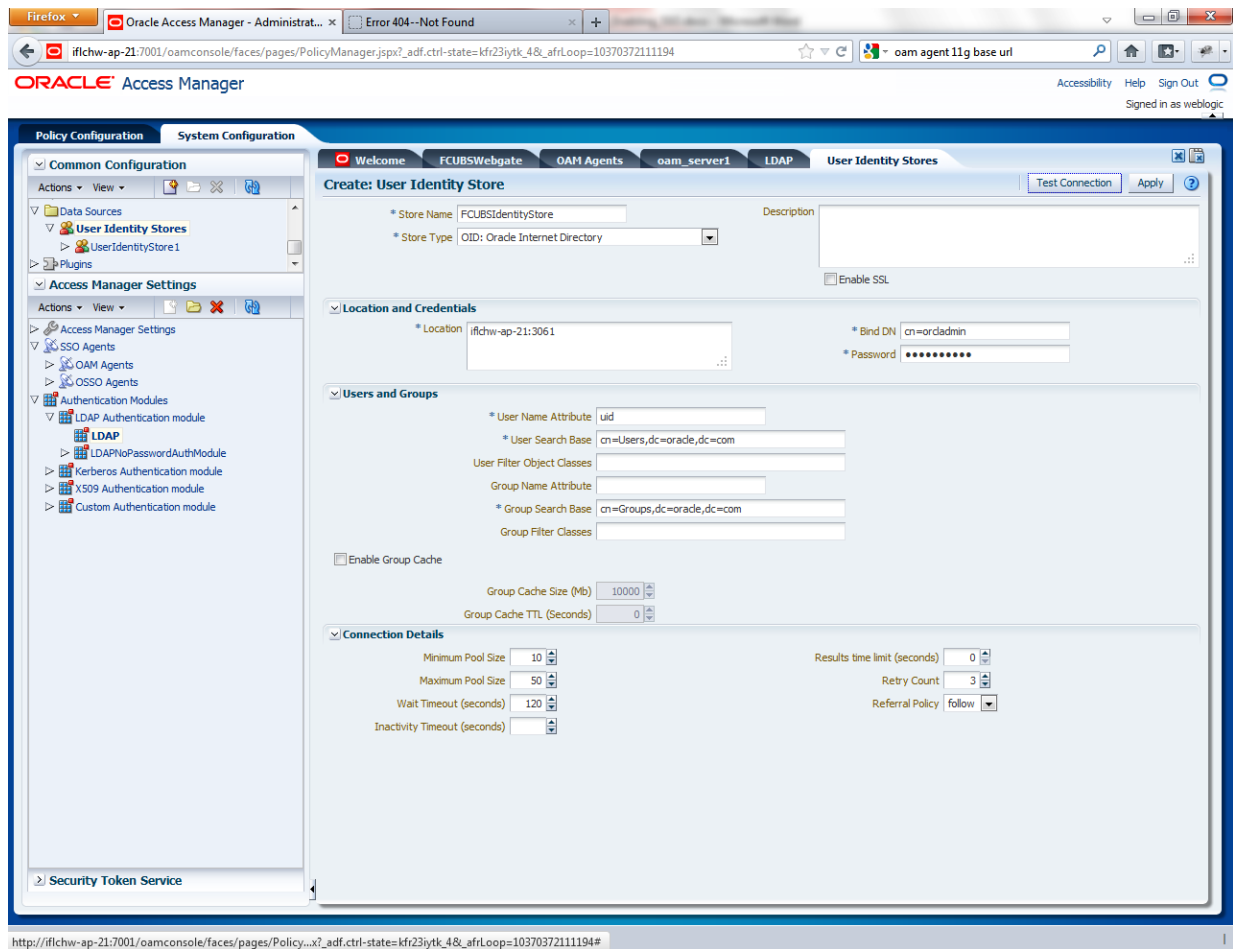 Firefox
Oracle Access Manager - Administrat... ×
Error 404--Not Found ×
+
iflchw-ap-21:7001/oamconsole/faces/pages/PolicyManager.jspx?_adf.ctrl-state=kfr23iytk_4&_afrLoop=10370372111194
oam agent 11g base url
ORACLE Access Manager
Accessibility Help Sign Out
Signed in as weblogic
Policy Configuration System Configuration
Common Configuration
Actions View
Data Sources
User Identity Stores
UserIdentityStore1
Plugins
Access Manager Settings
Actions View
Access Manager Settings
SSO Agents
OAM Agents
OSSO Agents
Authentication Modules
LDAP Authentication module
LDAP
LDAPNoPasswordAuthModule
Kerberos Authentication module
X509 Authentication module
Custom Authentication module
Security Token Service
Welcome FCUBSWebgate OAM Agents oam_server1 LDAP User Identity Stores
Create: User Identity Store
Test Connection Apply ?
* Store Name FCUBSIdentityStore
Description
* Store Type OID: Oracle Internet Directory
Enable SSL
Location and Credentials
* Location iflchw-ap-21:3061
* Bind DN cn=orcladmin
* Password ••••••••••
Users and Groups
* User Name Attribute uid
* User Search Base cn=Users,dc=oracle,dc=com
User Filter Object Classes
Group Name Attribute
* Group Search Base cn=Groups,dc=oracle,dc=com
Group Filter Classes
Enable Group Cache
Group Cache Size (Mb) 10000
Group Cache TTL (Seconds) 0
Connection Details
Minimum Pool Size 10
Results time limit (seconds) 0
Maximum Pool Size 50
Retry Count 3
Wait Timeout (seconds) 120
Referral Policy follow
Inactivity Timeout (seconds)
http://iflchw-ap-21:7001/oamconsole/faces/pages/Policy...x?_adf.ctrl-state=kfr23iytk_4&_afrLoop=10370372111194#